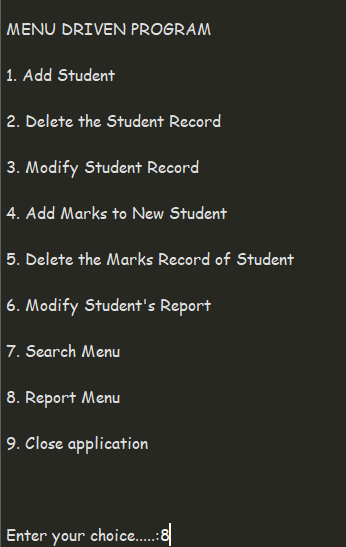 MENU DRIVEN PROGRAM
1. Add Student
2. Delete the Student Record
3. Modify Student Record
4. Add Marks to New Student
5. Delete the Marks Record of Student
6. Modify Student's Report
7. Search Menu
8. Report Menu
9. Close application
Enter your choice.....:8